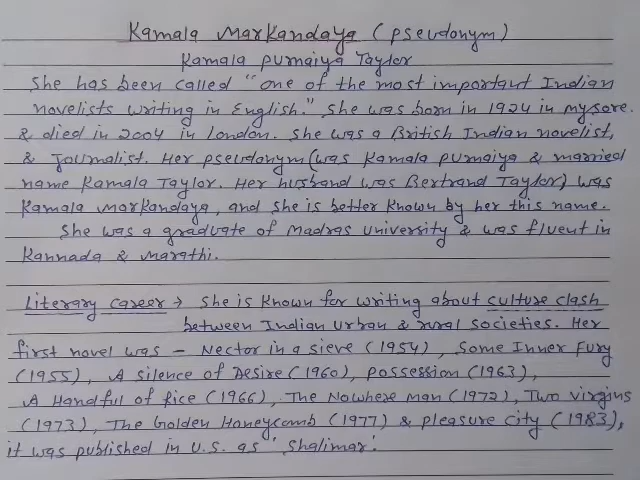 Kamala Markandaya (pseudonym)
Kamala Purnaiya Taylor
She has been called "one of the most important Indian
novelists writing in English." She was born in 1924 in mysore.
& died in 2004 in London. She was a British Indian novelist,
& Journalist. Her pseudonym (was Kamala Purnaiya & married
name Kamala Taylor. Her husband was Bertrand Taylor) was
Kamala Markandaya, and she is better known by her this name.
She was a graduate of Madras university & was fluent in
Kannada & Marathi.
Literary career → She is known for writing about culture clash
between Indian urban & rural societies. Her
first novel was - Nector in a sieve (1954), Some Inner Fury
(1955), A silence of Desire (1960), Possession (1963),
A Handful of Rice (1966), The Nowhere man (1972), Two virgins
(1973), The Golden Honeycomb (1977) & Pleasure city (1983),
it was published in U.S. as 'Shalimar'.